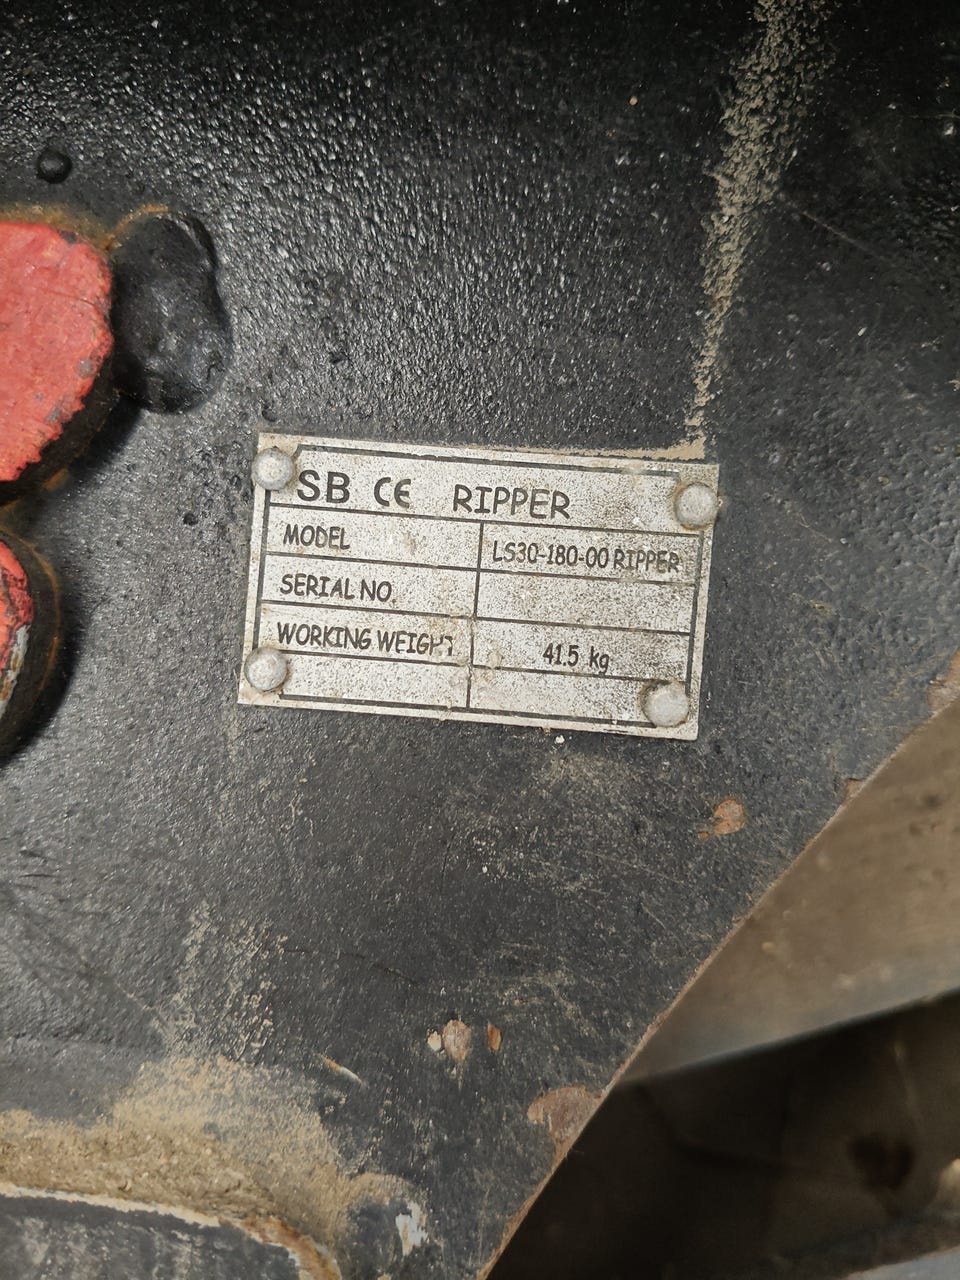 SB CE RIPPER
MODEL LS30-180-00 RIPPER
SERIAL NO.
WORKING WEIGHT 41.5 kg